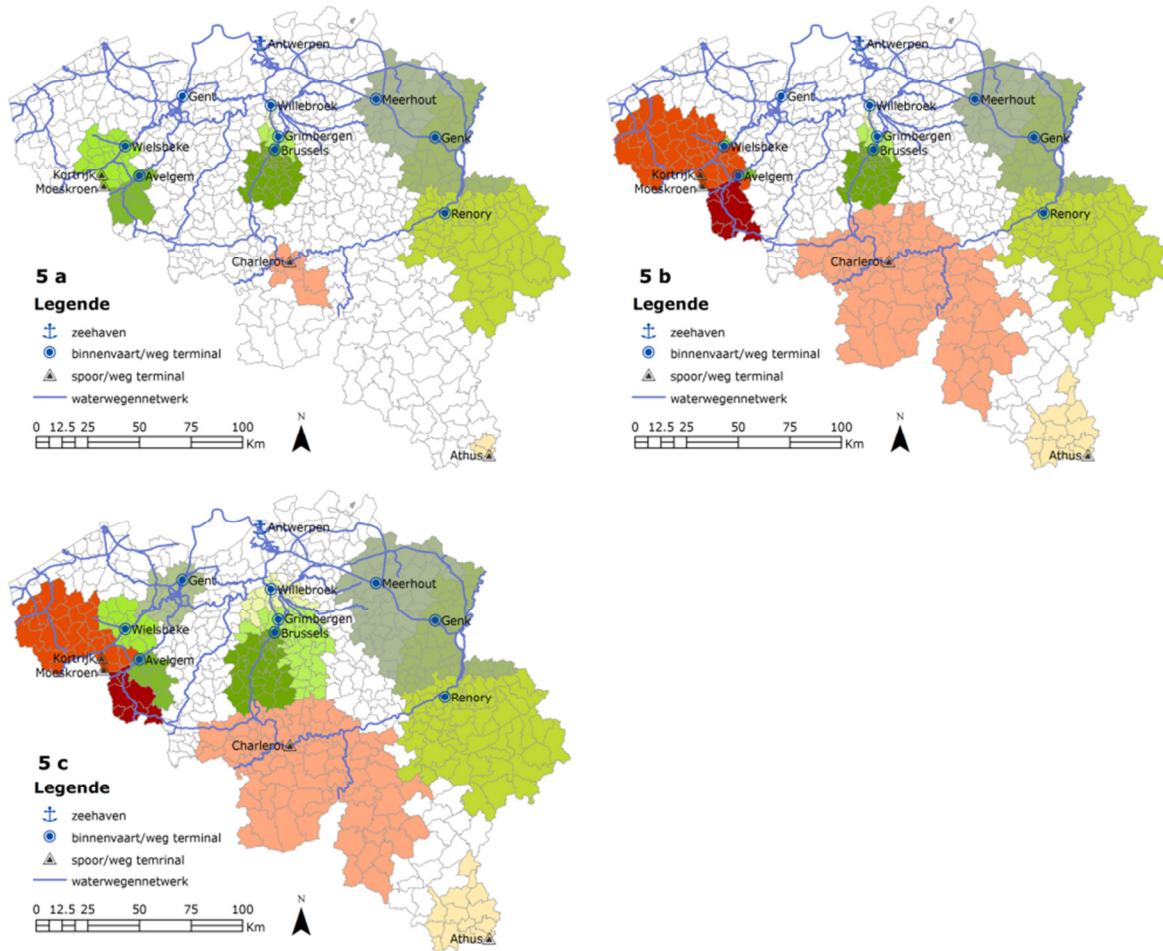 Antwerpen
Gent
Willebroek
Meerhout
Wielsbeke
Grimbergen
Brussels
Genk
Kortrijk
Moeskroen
Avelgem
Renory
Charleroi
5 a
Legende
zeehaven
binnenvaart/weg terminal
spoor/weg terminal
waterwegennetwerk
0 12.5 25 50 75 100
Km
N
Athus
Antwerpen
Gent
Willebroek
Meerhout
Wielsbeke
Grimbergen
Brussels
Genk
Kortrijk
Moeskroen
Avelgem
Renory
Charleroi
5 b
Legende
zeehaven
binnenvaart/weg terminal
spoor/weg terminal
waterwegennetwerk
0 12.5 25 50 75 100
Km
N
Athus
Antwerpen
Gent
Willebroek
Meerhout
Wielsbeke
Grimbergen
Brussels
Genk
Kortrijk
Moeskroen
Avelgem
Renory
Charleroi
5 c
Legende
zeehaven
binnenvaart/weg terminal
spoor/weg temrinal
waterwegennetwerk
0 12.5 25 50 75 100
Km
N
Athus